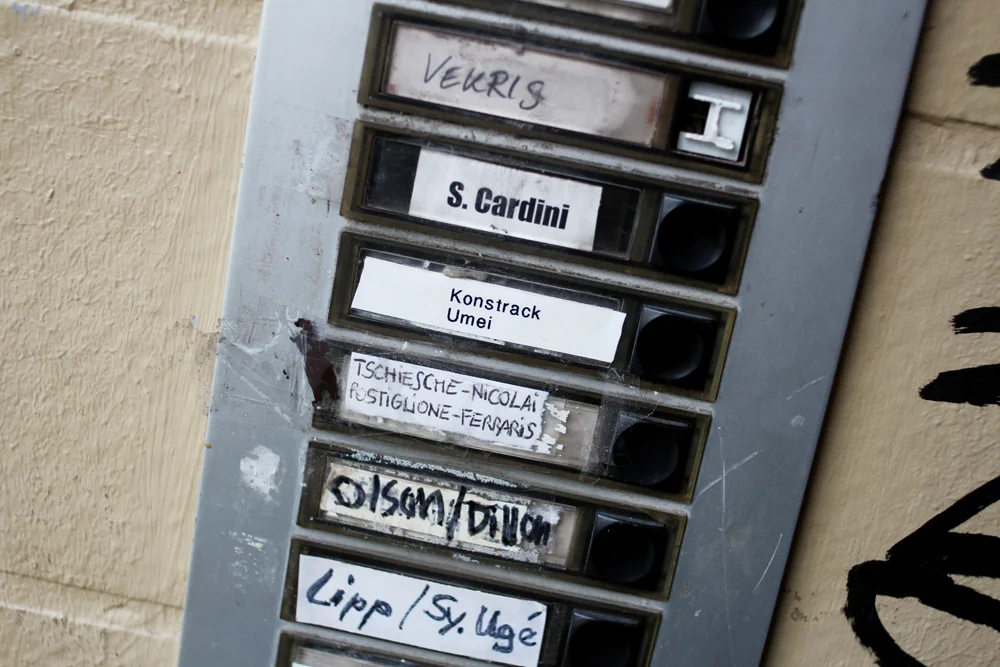 VEKRIS
S. Cardini
Konstrack
Umei
TSCHIESCHE-NICOLAI
POSTIGLIONE-FERRARIS
Olson/Dillon
Lipp/Sy.Ugé